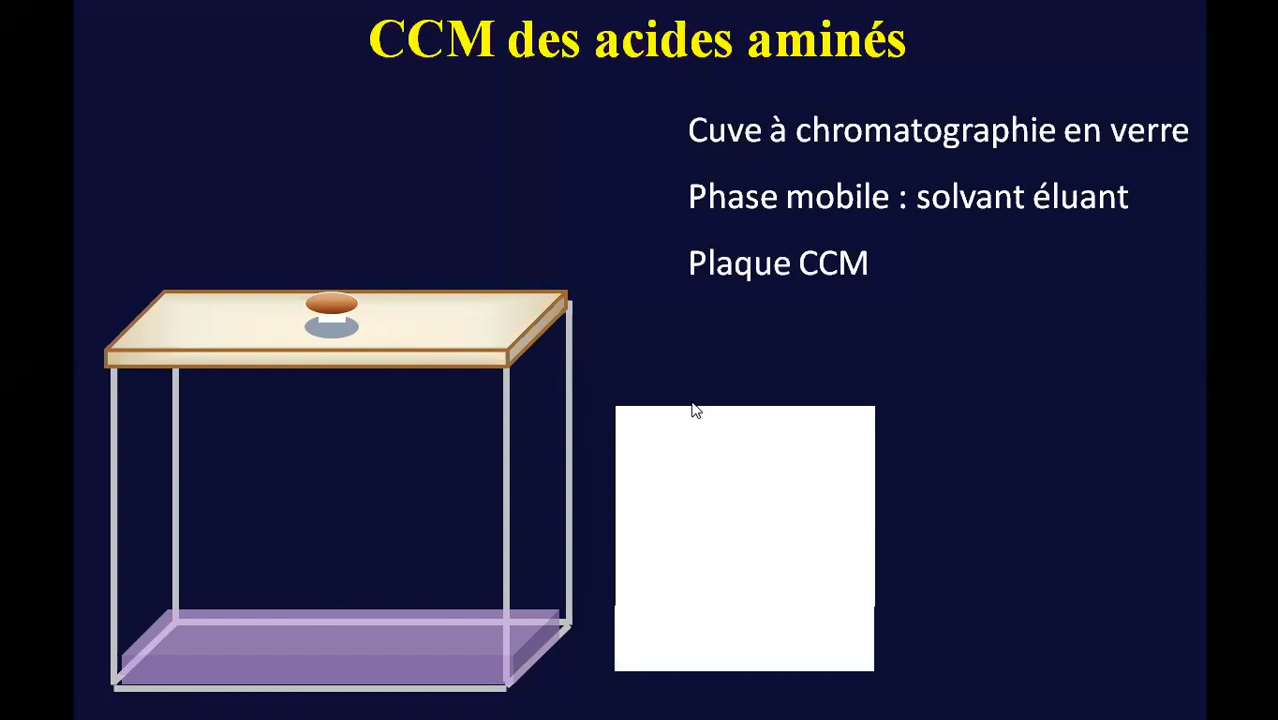 CCM des acides aminés
Cuve à chromatographie en verre
Phase mobile : solvant éluant
Plaque CCM